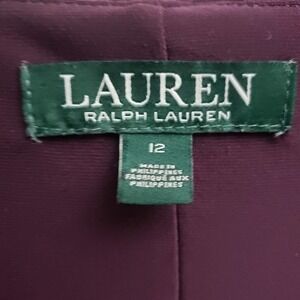 LAUREN
RALPH LAUREN
12
MADE IN
PHILIPPINES
FABRIQUÉ AUX
PHILIPPINES